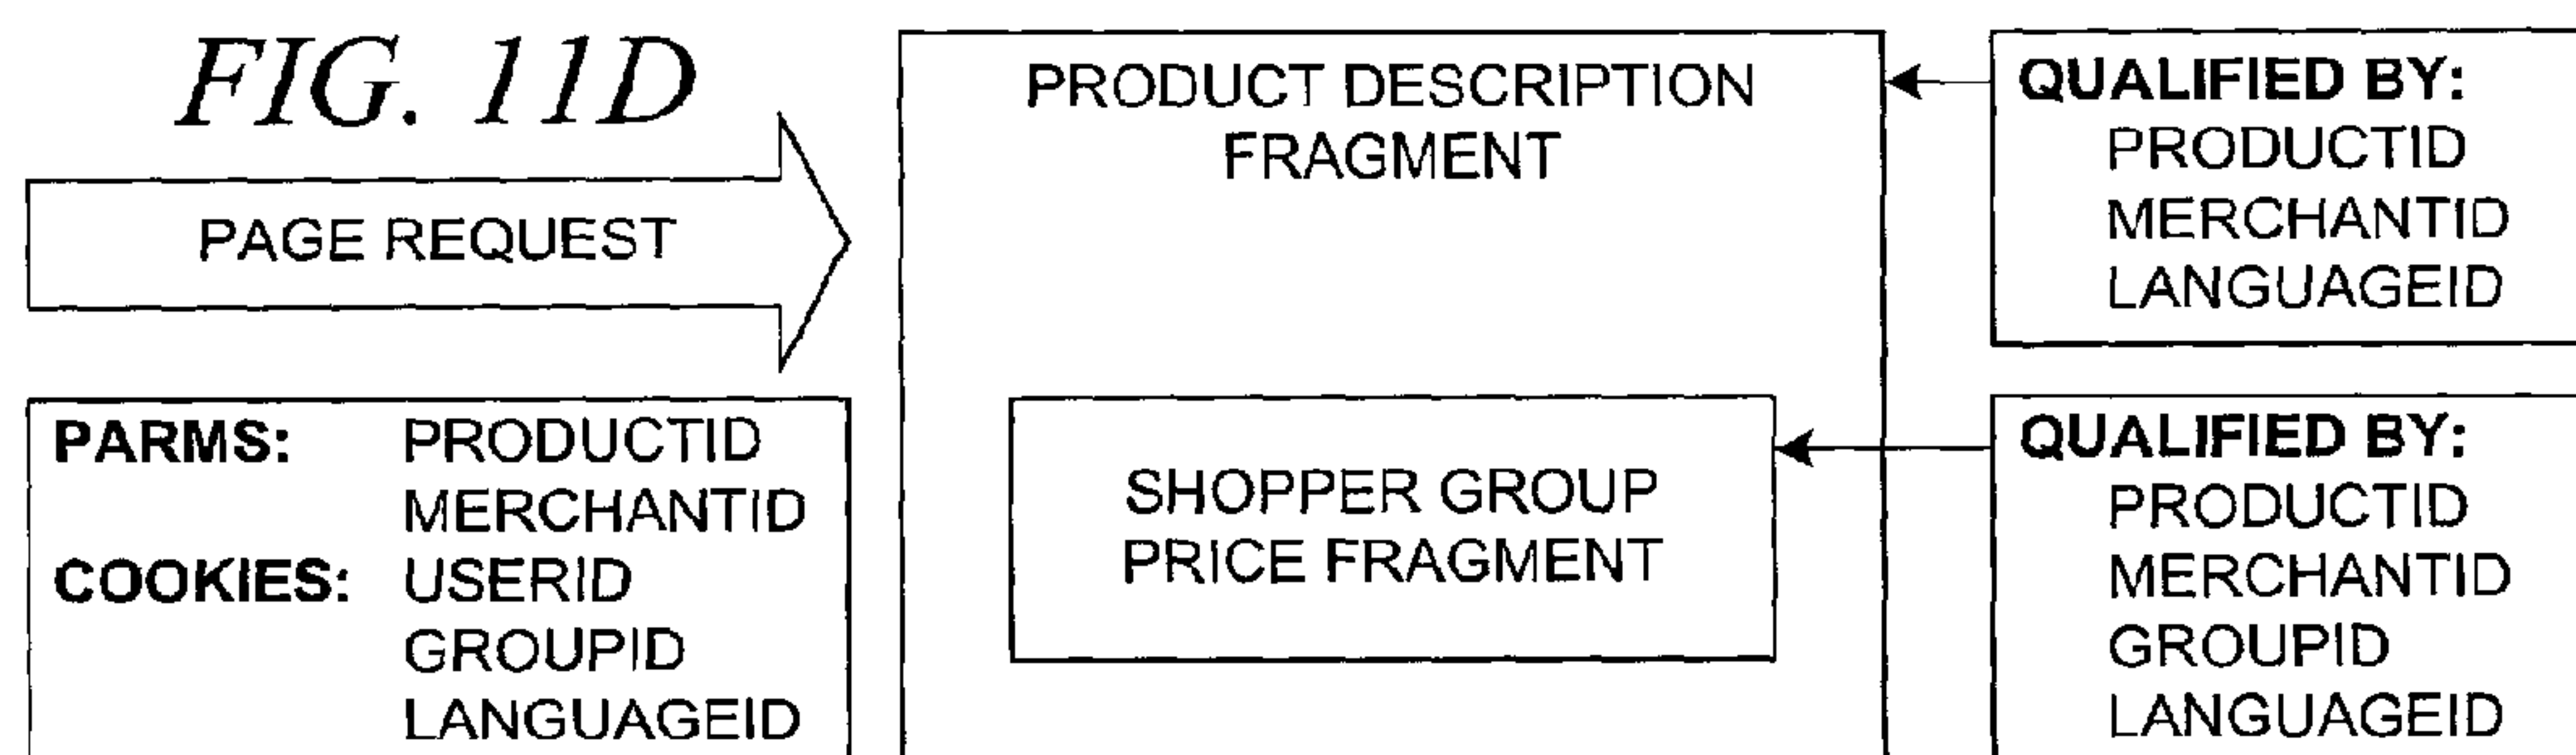 FIG. 11D
PAGE REQUEST
PARMS: PRODUCTID
MERCHANTID
COOKIES: USERID
GROUPID
LANGUAGEID
PRODUCT DESCRIPTION
FRAGMENT
SHOPPER GROUP
PRICE FRAGMENT
QUALIFIED BY:
PRODUCTID
MERCHANTID
LANGUAGEID
QUALIFIED BY:
PRODUCTID
MERCHANTID
GROUPID
LANGUAGEID